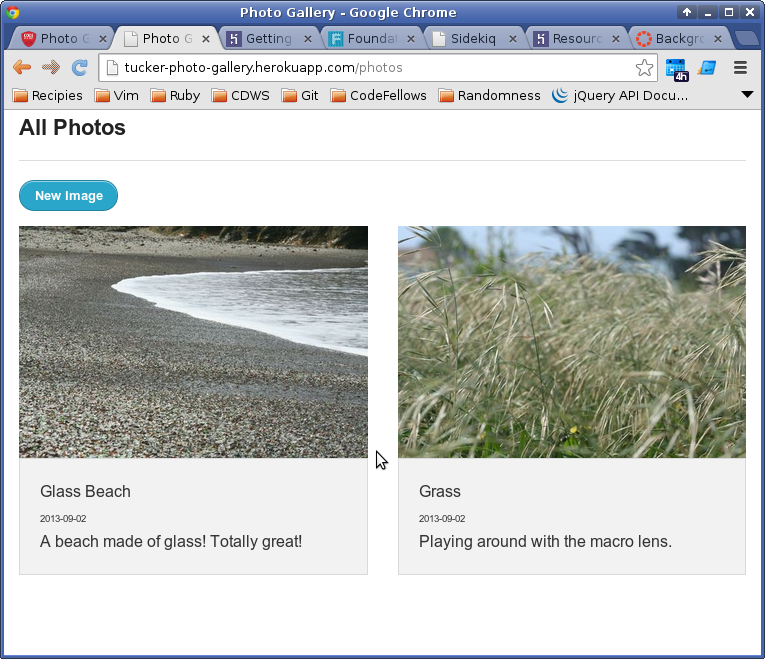 Photo Gallery - Google Chrome
Photo G
Photo G
Getting
Foundat
Sidekiq
Resourc
Backgro
tucker-photo-gallery.herokuapp.com/photos
4h
Recipies Vim Ruby CDWS Git CodeFellows Randomness jQuery API Docu...
All Photos
New Image
Glass Beach
2013-09-02
A beach made of glass! Totally great!
Grass
2013-09-02
Playing around with the macro lens.